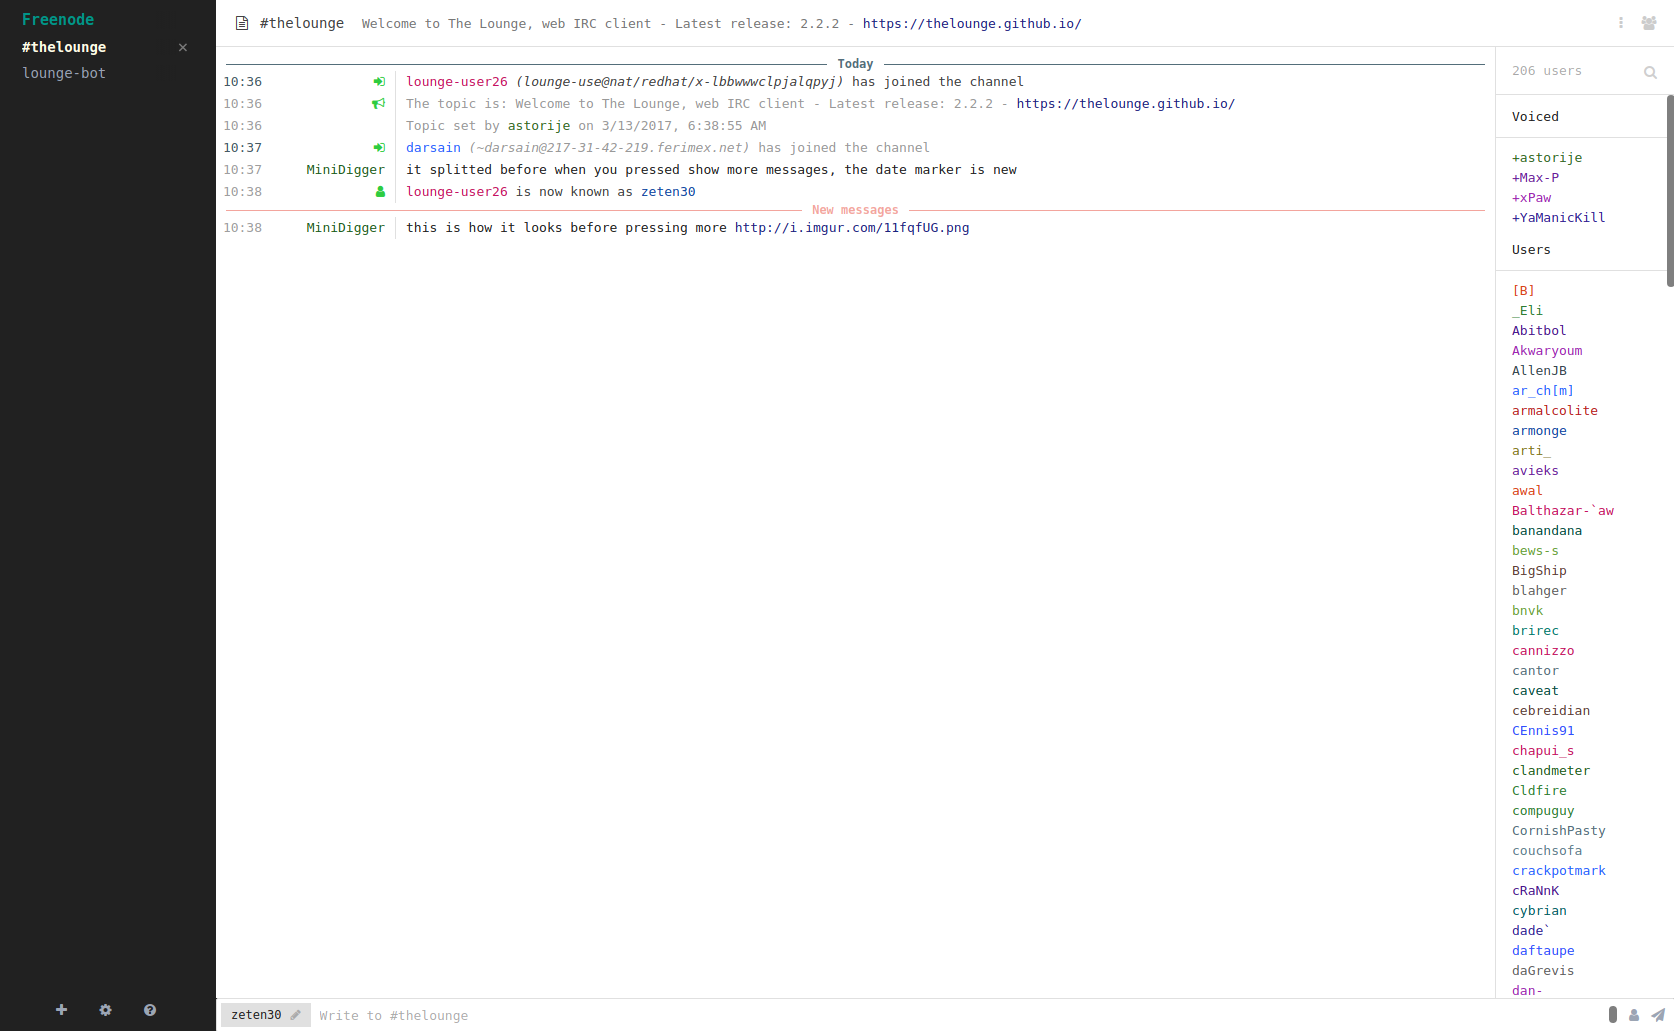 Freenode
#thelounge
lounge-bot
#thelounge Welcome to The Lounge, web IRC client - Latest release: 2.2.2 - https://thelounge.github.io/
Today
10:36 lounge-user26 (lounge-use@nat/redhat/x-lbbwwwclpjalqpyj) has joined the channel
10:36 The topic is: Welcome to The Lounge, web IRC client - Latest release: 2.2.2 - https://thelounge.github.io/
10:36 Topic set by astorije on 3/13/2017, 6:38:55 AM
10:37 darsain (~darsain@217-31-42-219.ferimex.net) has joined the channel
10:37 MiniDigger it splitted before when you pressed show more messages, the date marker is new
10:38 lounge-user26 is now known as zeten30
New messages
10:38 MiniDigger this is how it looks before pressing more http://i.imgur.com/11fqfUG.png
zeten30 Write to #thelounge
206 users
Voiced
+astorije
+Max-P
+xPaw
+YaManicKill
Users
[B]
_Eli
Abitbol
Akwaryoum
AllenJB
ar_ch[m]
armalcolite
armonge
arti_
avieks
awal
Balthazar-`aw
banandana
bews-s
BigShip
blahger
bnvk
brirec
cannizzo
cantor
caveat
cebreidian
CEnnis91
chapui_s
clandmeter
Cldfire
compuguy
CornishPasty
couchsofa
crackpotmark
cRaNnK
cybrian
dade`
daftaupe
daGrevis
dan-